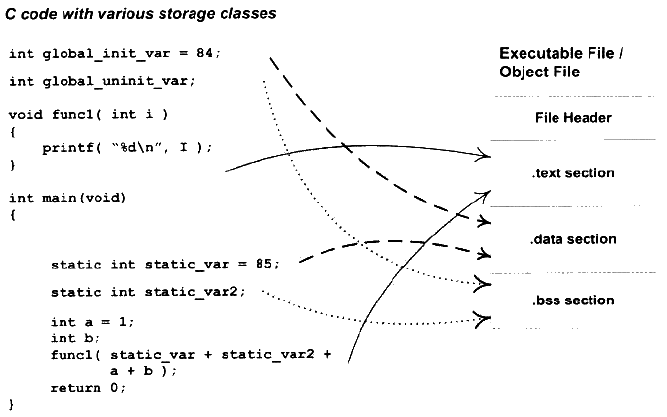 C code with various storage classes
int global_init_var = 84;
int global_uninit_var;
void func1( int i )
{
printf( "%d\n", I );
}
int main(void)
{
static int static_var = 85;
static int static_var2;
int a = 1;
int b;
func1( static_var + static_var2 +
a + b );
return 0;
}
Executable File /
Object File
File Header
.text section
.data section
.bss section